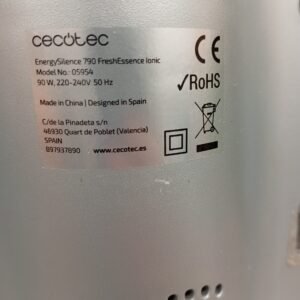 cecotec
EnergySilence 790 FreshEssence Ionic
Model No.: 05954
90 W, 220-240V, 50 Hz
Made in China | Designed in Spain
C/de la Pinadeta s/n
46930 Quart de Poblet (Valencia)
SPAIN
B97937890 www.cecotec.es
CE
✓RoHS